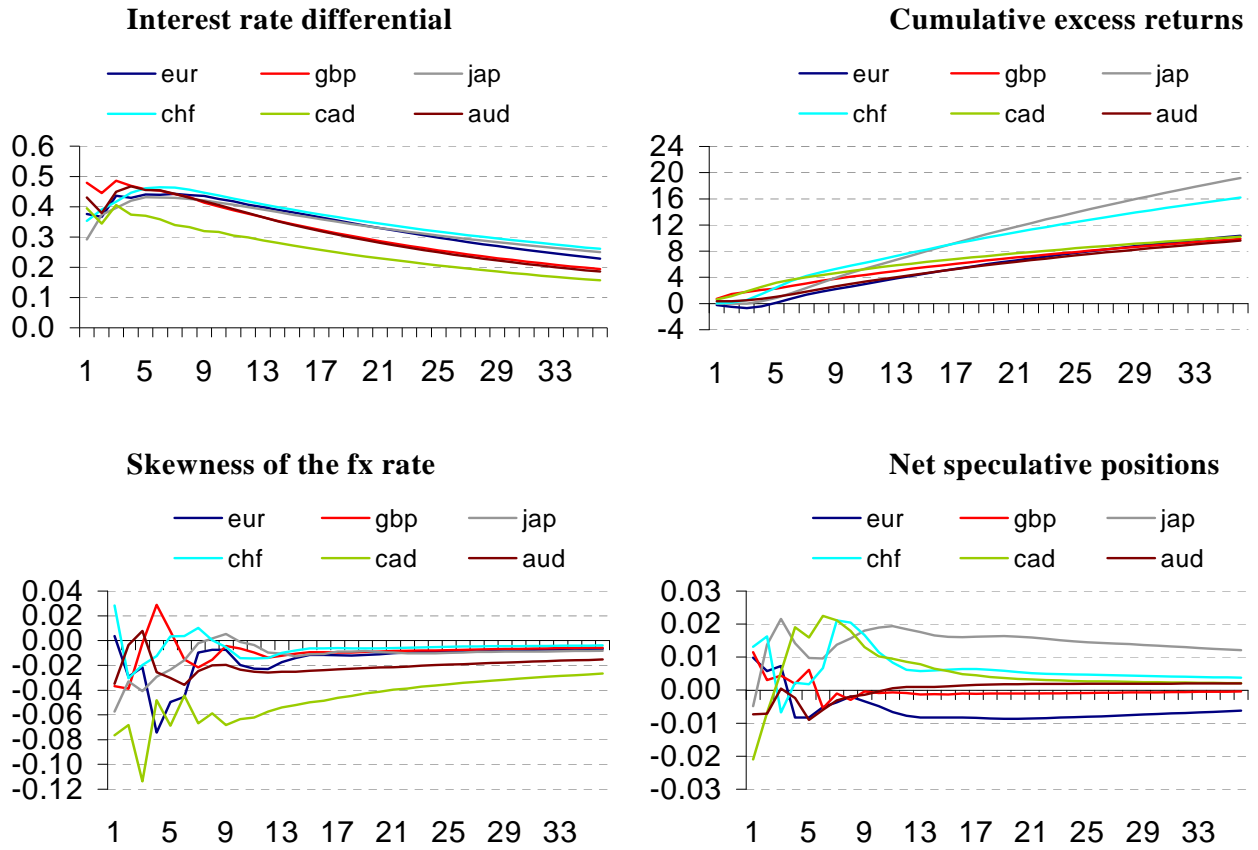 Interest rate differential
eur gbp jap
chf cad aud
0.6
0.5
0.4
0.3
0.2
0.1
0.0
1 5 9 13 17 21 25 29 33
Cumulative excess returns
eur gbp jap
chf cad aud
24
20
16
12
8
4
0
-4
1 5 9 13 17 21 25 29 33
Skewness of the fx rate
eur gbp jap
chf cad aud
0.04
0.02
0.00
-0.02
-0.04
-0.06
-0.08
-0.10
-0.12
1 5 9 13 17 21 25 29 33
Net speculative positions
eur gbp jap
chf cad aud
0.03
0.02
0.01
0.00
-0.01
-0.02
-0.03
1 5 9 13 17 21 25 29 33